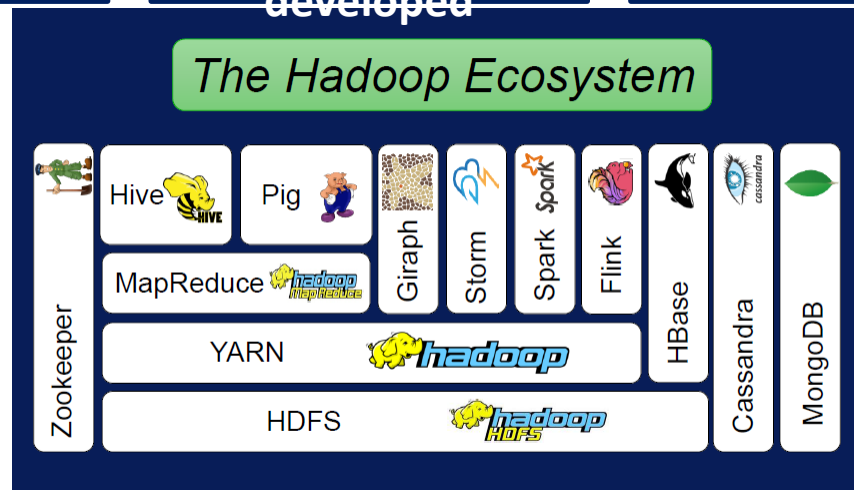 developed
The Hadoop Ecosystem
Zookeeper
Hive
HIVE
Pig
MapReduce
hadoop
Map Reduce
Giraph
Storm
Spark
Spark
Flink
HBase
cassandra
Cassandra
MongoDB
YARN
hadoop
HDFS
hadoop
HDFS